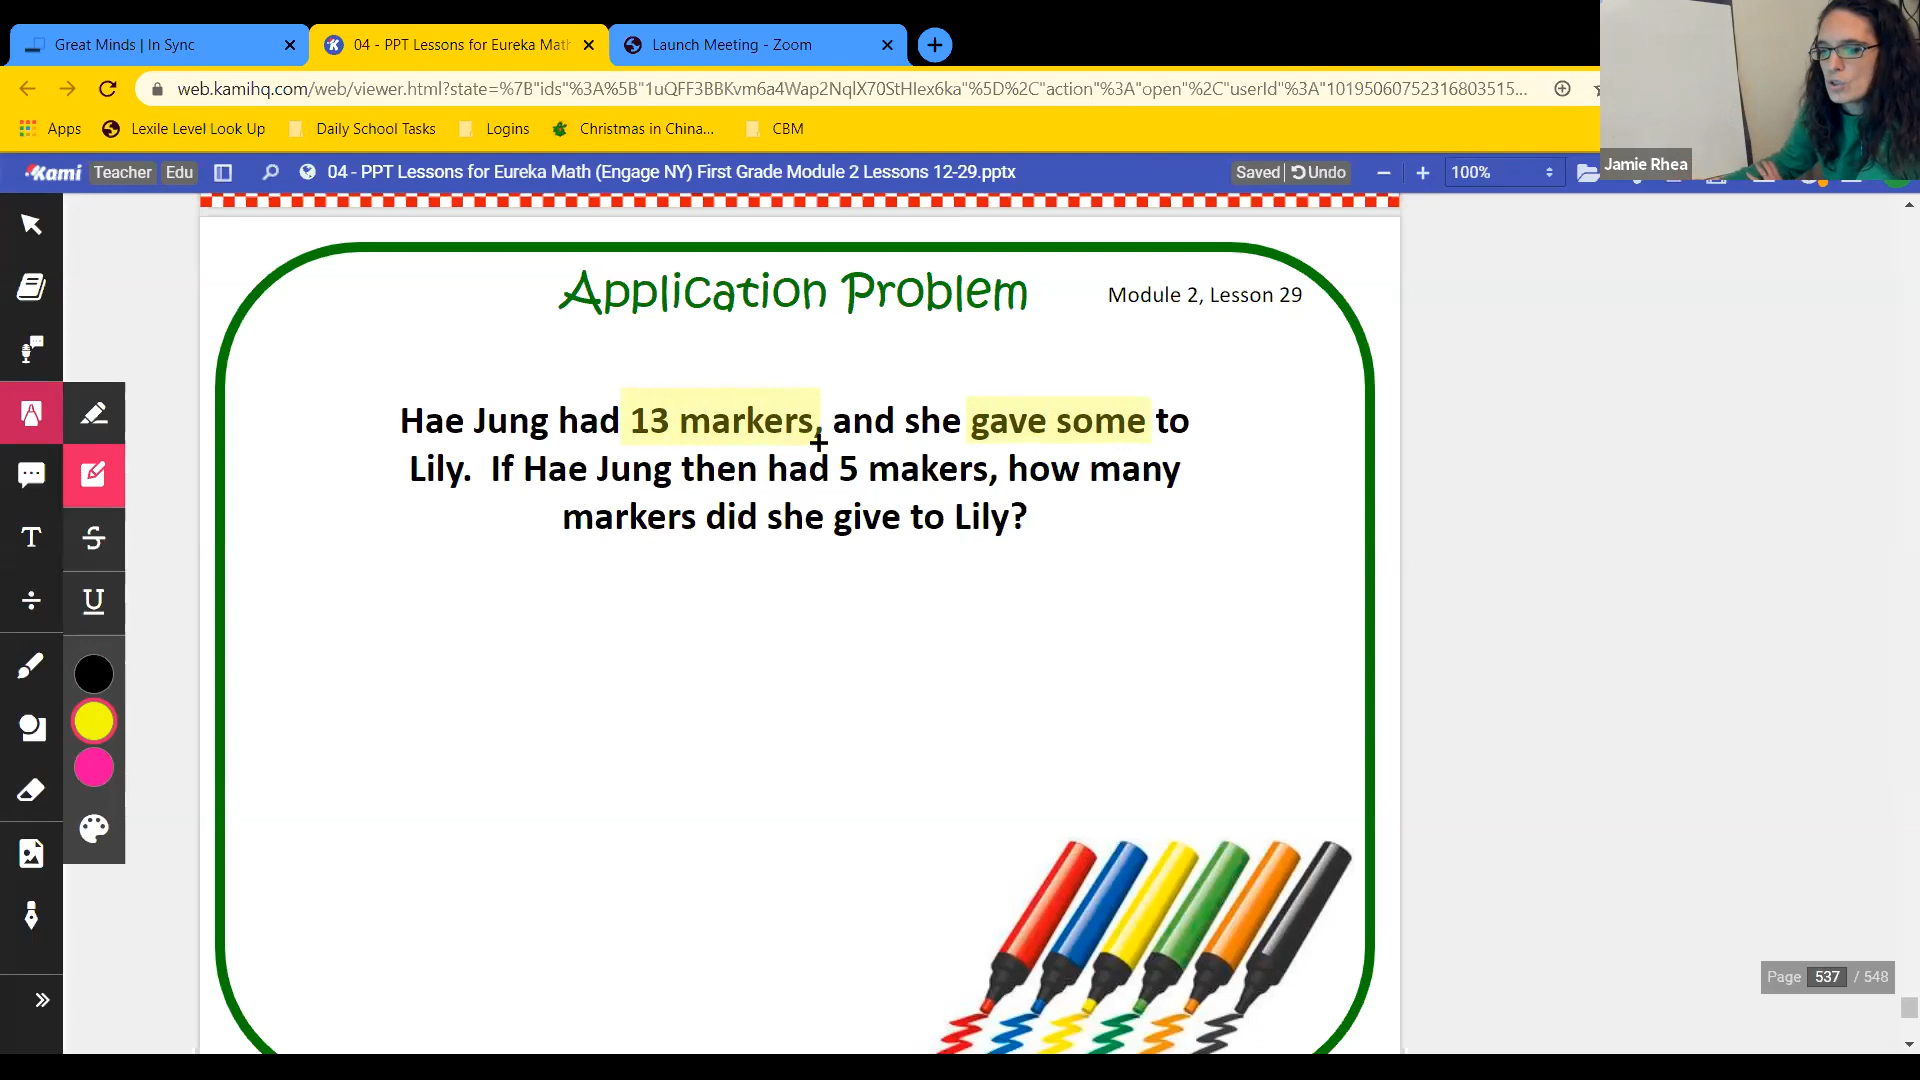 Great Minds | In Sync
04 - PPT Lessons for Eureka Math
Launch Meeting - Zoom
web.kamihq.com/web/viewer.html?state=%7B"ids"%3A%5B"1uQFF3BBKvm6a4Wap2NqlX70StHIex6ka"%5D%2C"action"%3A"open"%2C"userId"%3A"10195060752316803515...
Apps
Lexile Level Look Up
Daily School Tasks
Logins
Christmas in China...
CBM
Jamie Rhea
Kami
Teacher
Edu
04 - PPT Lessons for Eureka Math (Engage NY) First Grade Module 2 Lessons 12-29.pptx
Saved
Undo
100%
Application Problem
Module 2, Lesson 29
Hae Jung had 13 markers, and she gave some to
Lily. If Hae Jung then had 5 makers, how many
markers did she give to Lily?
Page 537 / 548